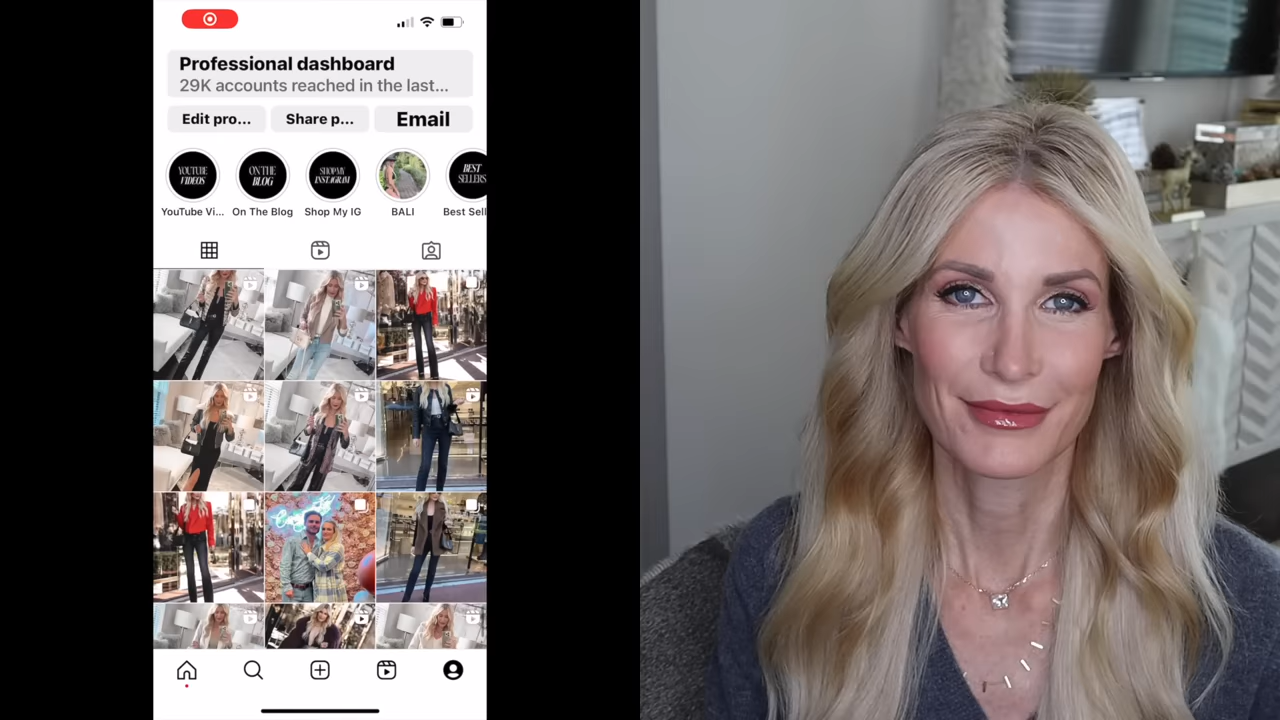 Professional dashboard
29K accounts reached in the last...
Edit pro...
Share p...
Email
YOUTUBE
VIDEOS
ON THE
BLOG
SHOP MY
INSTAGRAM
BEST
SELLERS
YouTube Vi...
On The Blog
Shop My IG
BALI
Best Sell